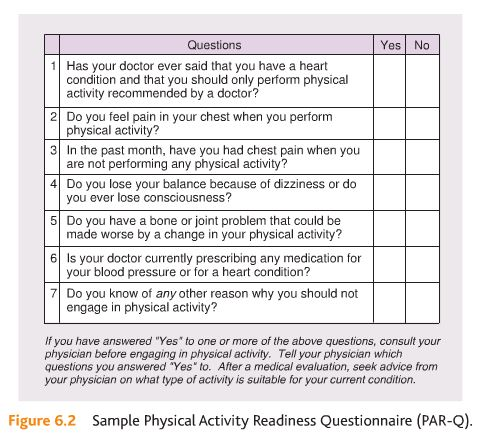 Questions Yes No
1 Has your doctor ever said that you have a heart
condition and that you should only perform physical
activity recommended by a doctor?
2 Do you feel pain in your chest when you perform
physical activity?
3 In the past month, have you had chest pain when you
are not performing any physical activity?
4 Do you lose your balance because of dizziness or do
you ever lose consciousness?
5 Do you have a bone or joint problem that could be
made worse by a change in your physical activity?
6 Is your doctor currently prescribing any medication for
your blood pressure or for a heart condition?
7 Do you know of any other reason why you should not
engage in physical activity?
If you have answered "Yes" to one or more of the above questions, consult your
physician before engaging in physical activity. Tell your physician which
questions you answered "Yes" to. After a medical evaluation, seek advice from
your physician on what type of activity is suitable for your current condition.
Figure 6.2 Sample Physical Activity Readiness Questionnaire (PAR-Q).